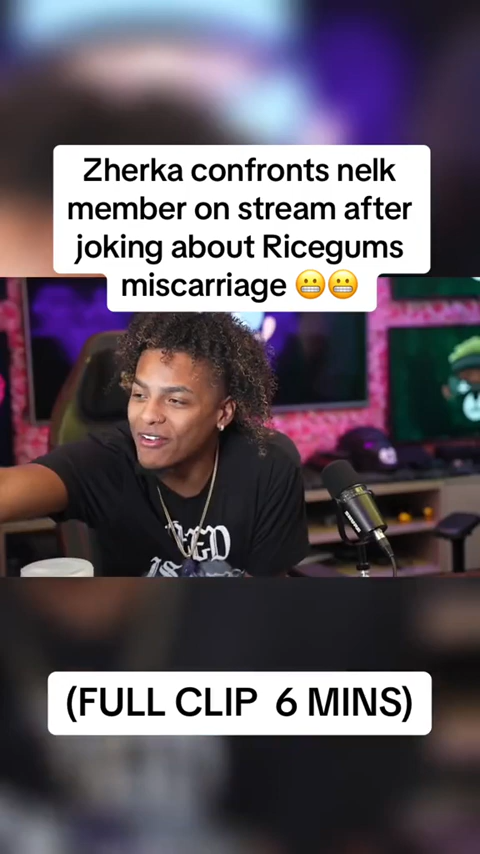 Zherka confronts nelk
member on stream after
joking about Ricegums
miscarriage 😬😬
(FULL CLIP 6 MINS)